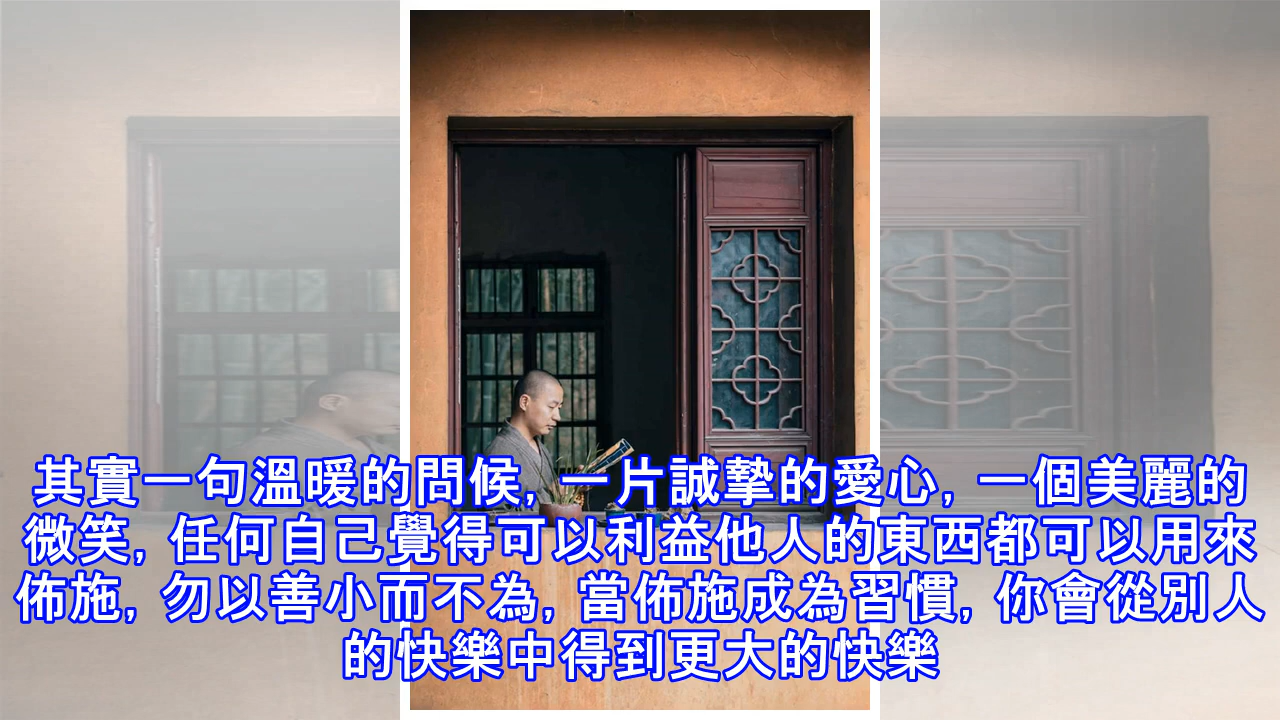 其實一句溫暖的問候, 一片誠摯的愛心, 一個美麗的
微笑, 任何自己覺得可以利益他人的東西都可以用來
佈施, 勿以善小而不為, 當佈施成為習慣, 你會從別人
的快樂中得到更大的快樂